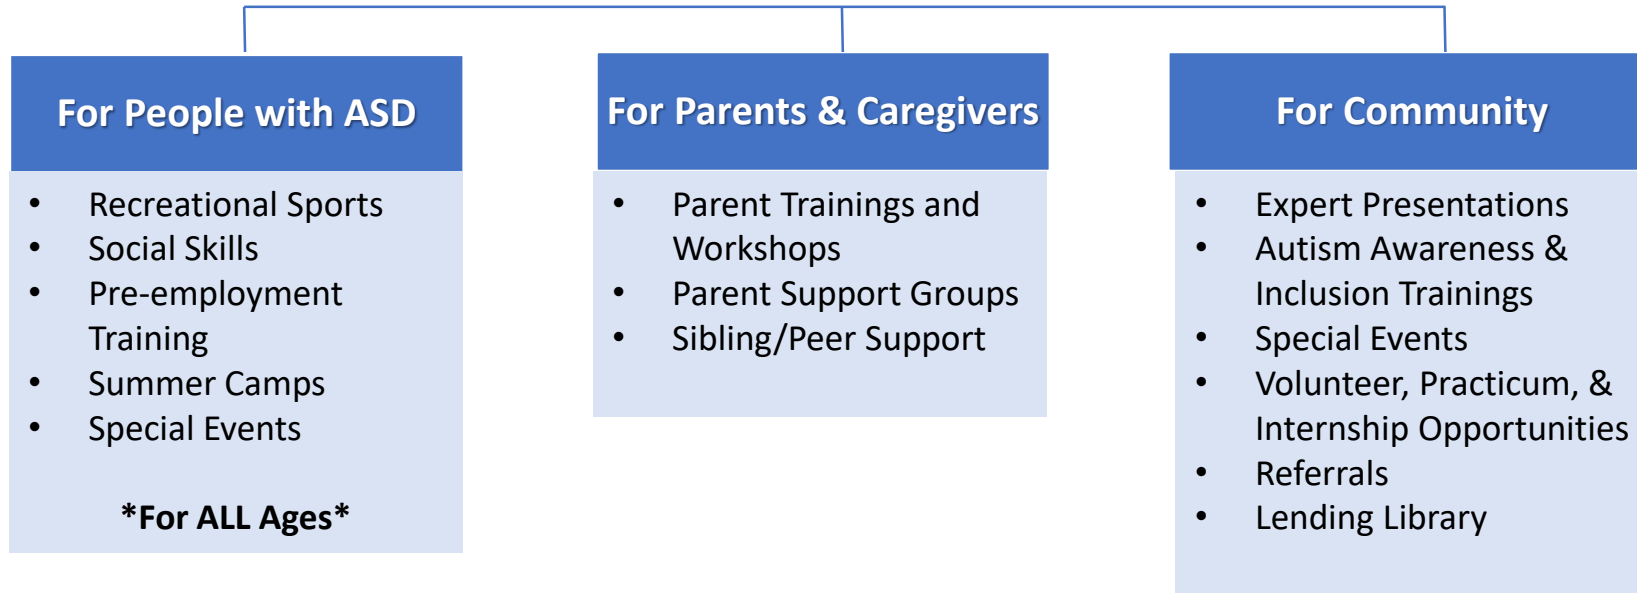 For People with ASD
• Recreational Sports
• Social Skills
• Pre-employment
Training
• Summer Camps
• Special Events
*For ALL Ages*
For Parents & Caregivers
• Parent Trainings and
Workshops
• Parent Support Groups
• Sibling/Peer Support
For Community
• Expert Presentations
• Autism Awareness &
Inclusion Trainings
• Special Events
• Volunteer, Practicum, &
Internship Opportunities
• Referrals
• Lending Library